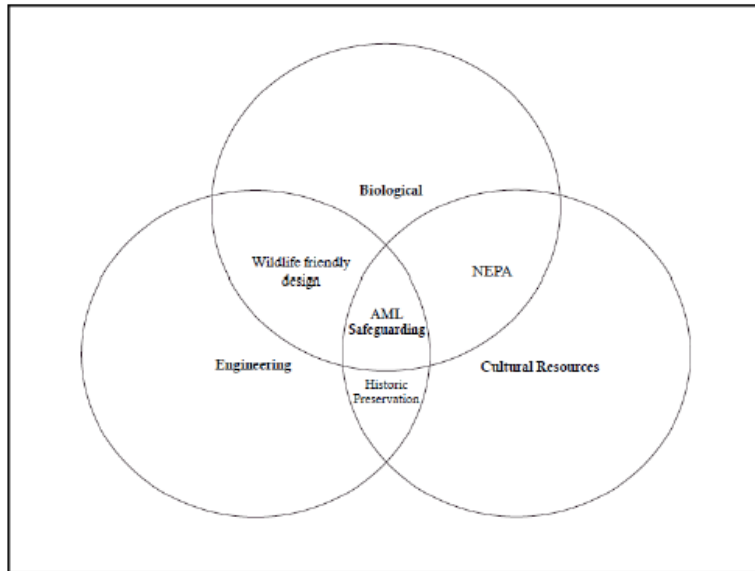 Biological
Wildlife friendly
design
NEPA
AML
Safeguarding
Engineering
Cultural Resources
Historic
Preservation